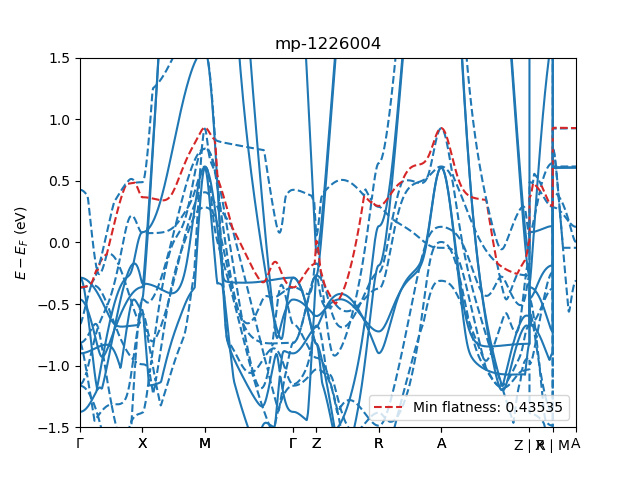 mp-1226004
E − E_F (eV)
1.5
1.0
0.5
0.0
−0.5
−1.0
−1.5
Min flatness: 0.43535
Γ X M Γ Z R A Z | X R | M A